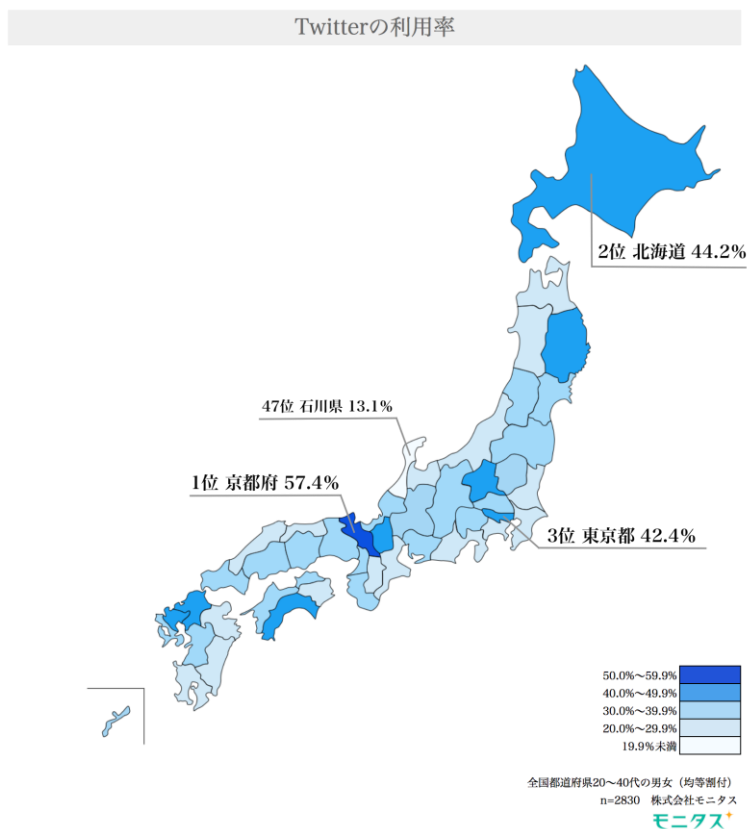 Twitterの利用率
2位 北海道 44.2%
47位 石川県 13.1%
1位 京都府 57.4%
3位 東京都 42.4%
50.0%〜59.9%
40.0%〜49.9%
30.0%〜39.9%
20.0%〜29.9%
19.9%未満
全国都道府県20〜40代の男女（均等割付）
n=2830 株式会社モニタス
モニタス